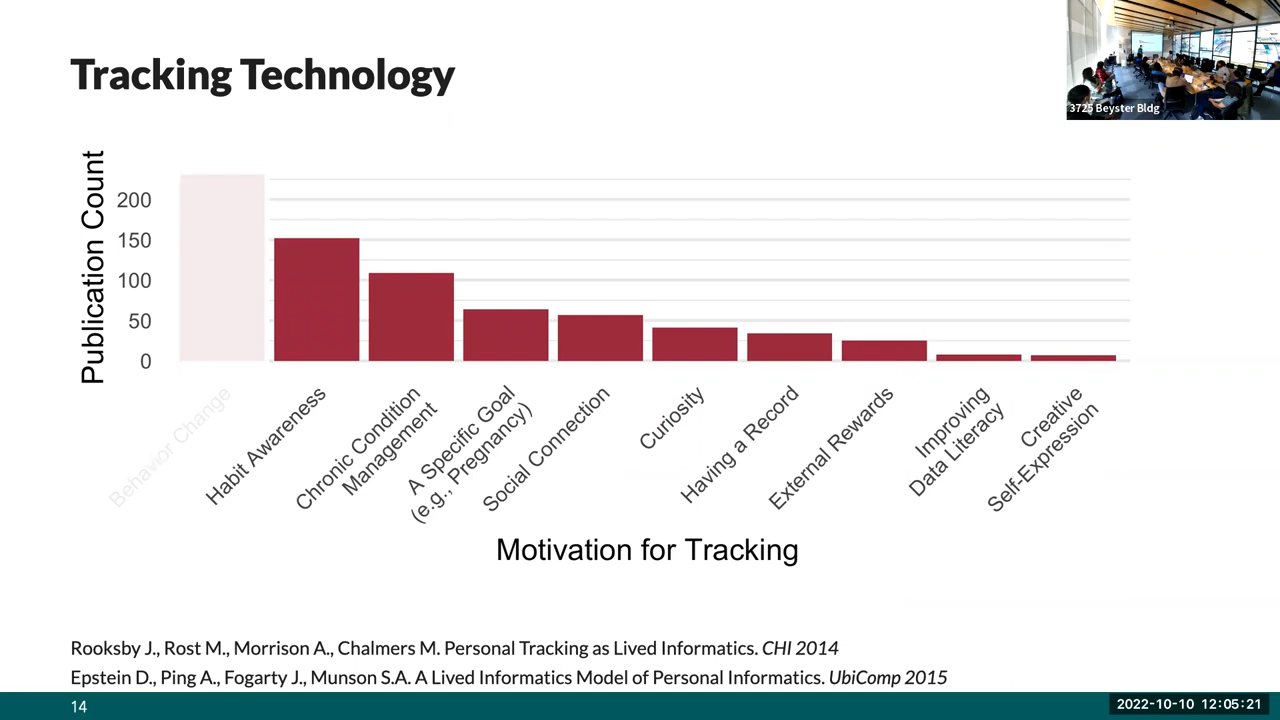 Tracking Technology
3725 Beyster Bldg
Publication Count
200
150
100
50
0
Behavior Change
Habit Awareness
Chronic Condition
Management
A Specific Goal
(e.g., Pregnancy)
Social Connection
Curiosity
Having a Record
External Rewards
Improving
Data Literacy
Creative
Self-Expression
Motivation for Tracking
Rooksby J., Rost M., Morrison A., Chalmers M. Personal Tracking as Lived Informatics. CHI 2014
Epstein D., Ping A., Fogarty J., Munson S.A. A Lived Informatics Model of Personal Informatics. UbiComp 2015
14
2022-10-10 12:05:21